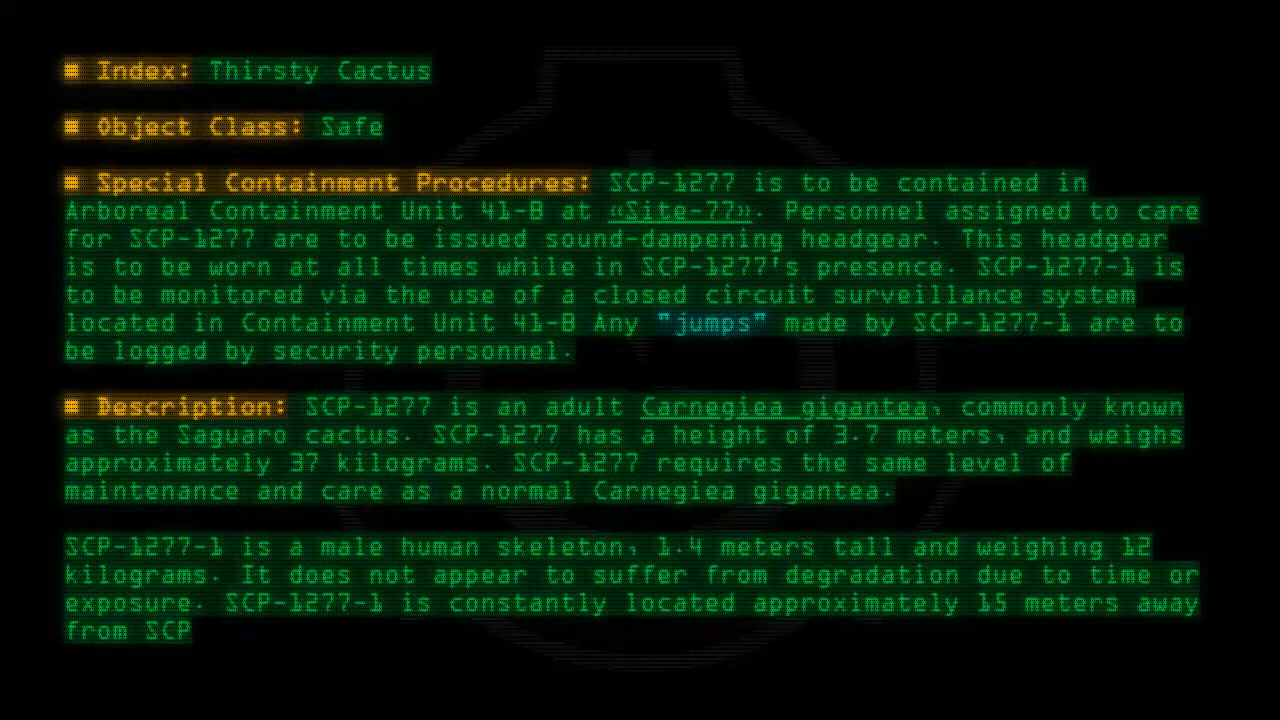 ■ Index: Thirsty Cactus
■ Object Class: Safe
■ Special Containment Procedures: SCP-1277 is to be contained in
Arboreal Containment Unit 41-B at «Site-77». Personnel assigned to care
for SCP-1277 are to be issued sound-dampening headgear. This headgear
is to be worn at all times while in SCP-1277's presence. SCP-1277-1 is
to be monitored via the use of a closed circuit surveillance system
located in Containment Unit 41-B Any "jumps" made by SCP-1277-1 are to
be logged by security personnel.
■ Description: SCP-1277 is an adult Carnegiea gigantea, commonly known
as the Saguaro cactus. SCP-1277 has a height of 3.7 meters, and weighs
approximately 37 kilograms. SCP-1277 requires the same level of
maintenance and care as a normal Carnegiea gigantea.
SCP-1277-1 is a male human skeleton, 1.4 meters tall and weighing 12
kilograms. It does not appear to suffer from degradation due to time or
exposure. SCP-1277-1 is constantly located approximately 15 meters away
from SCP